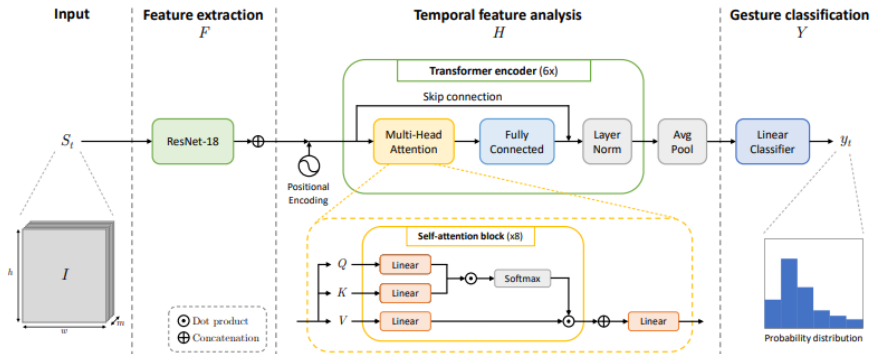 Input
Feature extraction
F
Temporal feature analysis
H
Gesture classification
Y
Transformer encoder (6x)
Skip connection
S_t
ResNet-18
Multi-Head
Attention
Fully
Connected
Layer
Norm
Avg
Pool
Linear
Classifier
y_t
Positional
Encoding
Self-attention block (x8)
Q
Linear
Softmax
K
Linear
V
Linear
Linear
h
I
w
m
Dot product
Concatenation
Probability distribution